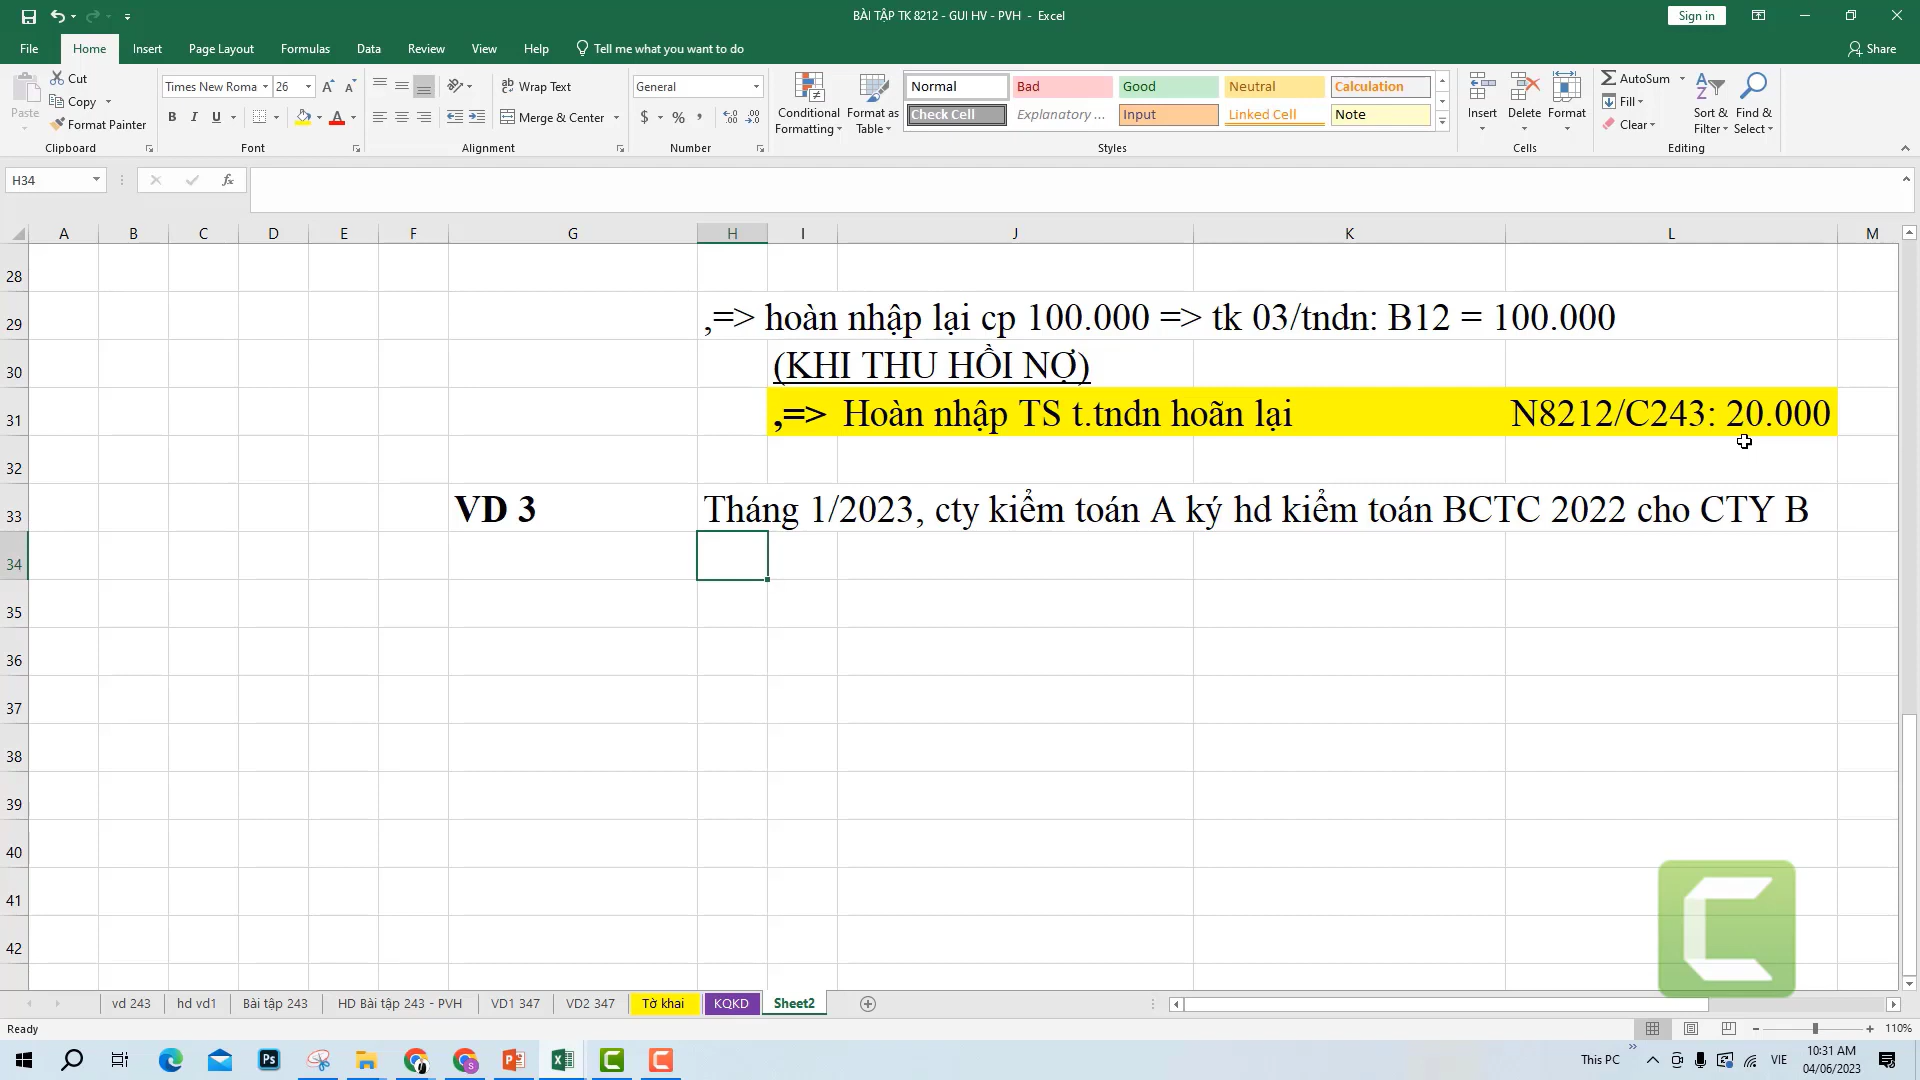 BÀI TẬP TK 8212 - GUI HV - PVH - Excel
Sign in
File Home Insert Page Layout Formulas Data Review View Help Tell me what you want to do Share
Paste
Cut
Copy
Format Painter
Times New Roma 26
B I U
Wrap Text
Merge & Center
General
$ % ,
Conditional Formatting
Format as Table
Normal Bad Good Neutral Calculation
Check Cell Explanatory ... Input Linked Cell Note
Insert Delete Format
AutoSum
Fill
Clear
Sort & Filter
Find & Select
Clipboard Font Alignment Number Styles Cells Editing
H34 fx
A B C D E F G H I J K L M
28
29 ,=> hoàn nhập lại cp 100.000 => tk 03/tndn: B12 = 100.000
30 (KHI THU HỒI NỢ)
31 ,=> Hoàn nhập TS t.tndn hoãn lại N8212/C243: 20.000
32
33 VD 3 Tháng 1/2023, cty kiểm toán A ký hd kiểm toán BCTC 2022 cho CTY B
34
35
36
37
38
39
40
41
42
vd 243 hd vd1 Bài tập 243 HD Bài tập 243 - PVH VD1 347 VD2 347 Tờ khai KQKD Sheet2
Ready 110%
This PC VIE 10:31 AM
04/06/2023